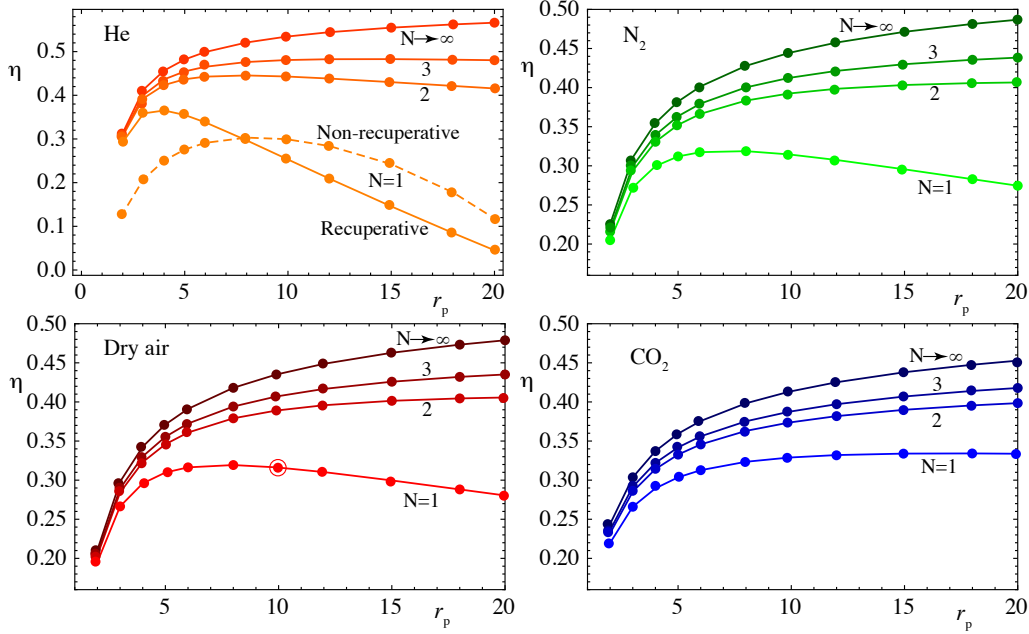 He
N→∞
0.5
η
3
0.4
2
0.3
Non-recuperative
0.2
N=1
0.1
Recuperative
0.0
0 5 10 15 20
r_p
N₂
0.50
N→∞
η
0.45
3
0.40
2
0.35
0.30
N=1
0.25
0.20
5 10 15 20
r_p
0.50
Dry air
N→∞
η
0.45
3
0.40
2
0.35
0.30
N=1
0.25
0.20
5 10 15 20
r_p
0.50
CO₂
N→∞
η
0.45
3
0.40
2
0.35
N=1
0.30
0.25
0.20
5 10 15 20
r_p